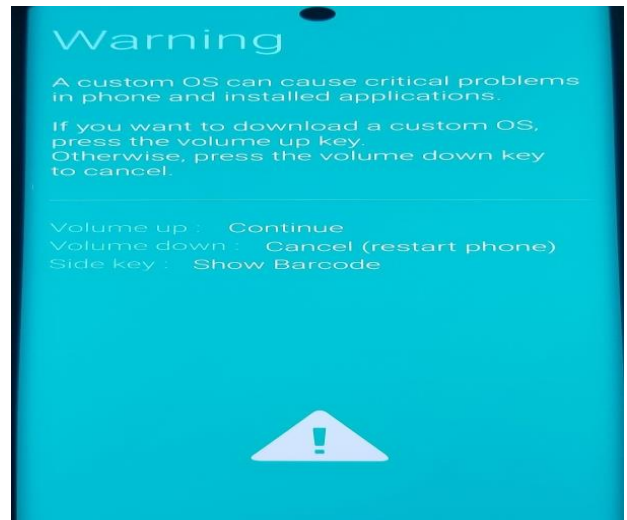 Warning
A custom OS can cause critical problems
in phone and installed applications.
If you want to download a custom OS,
press the volume up key.
Otherwise, press the volume down key
to cancel.
Volume up : Continue
Volume down : Cancel (restart phone)
Side key : Show Barcode
!